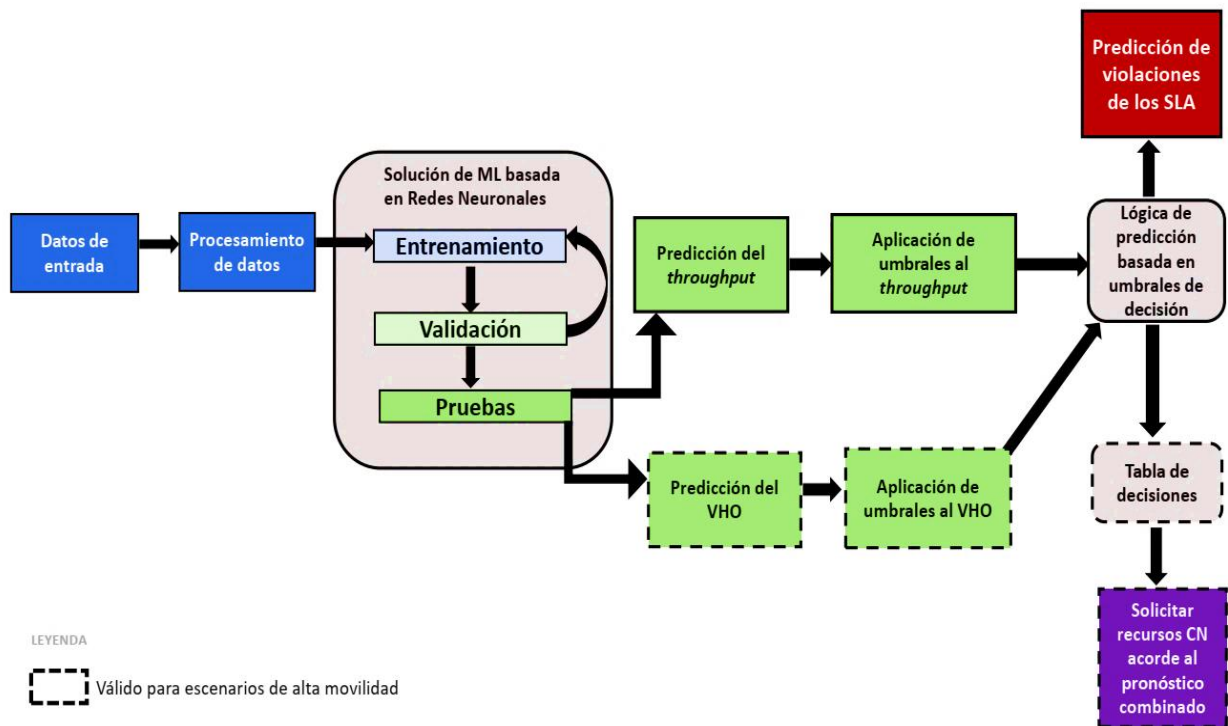 Predicción de
violaciones
de los SLA
Solución de ML basada
en Redes Neuronales
Datos de
entrada
Procesamiento
de datos
Entrenamiento
Validación
Pruebas
Predicción del
throughput
Aplicación de
umbrales al
throughput
Lógica de
predicción
basada en
umbrales de
decisión
Predicción del
VHO
Aplicación de
umbrales al VHO
Tabla de
decisiones
Solicitar
recursos CN
acorde al
pronóstico
combinado
LEYENDA
Válido para escenarios de alta movilidad